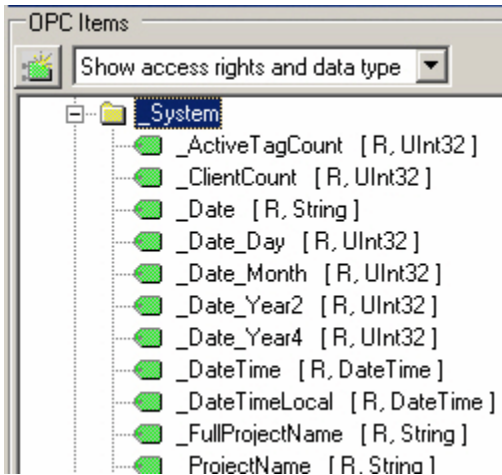 OPC Items
Show access rights and data type
_System
_ActiveTagCount [ R, UInt32 ]
_ClientCount [ R, UInt32 ]
_Date [ R, String ]
_Date_Day [ R, UInt32 ]
_Date_Month [ R, UInt32 ]
_Date_Year2 [ R, UInt32 ]
_Date_Year4 [ R, UInt32 ]
_DateTime [ R, DateTime ]
_DateTimeLocal [ R, DateTime ]
_FullProjectName [ R, String ]
_ProjectName [ R, String ]